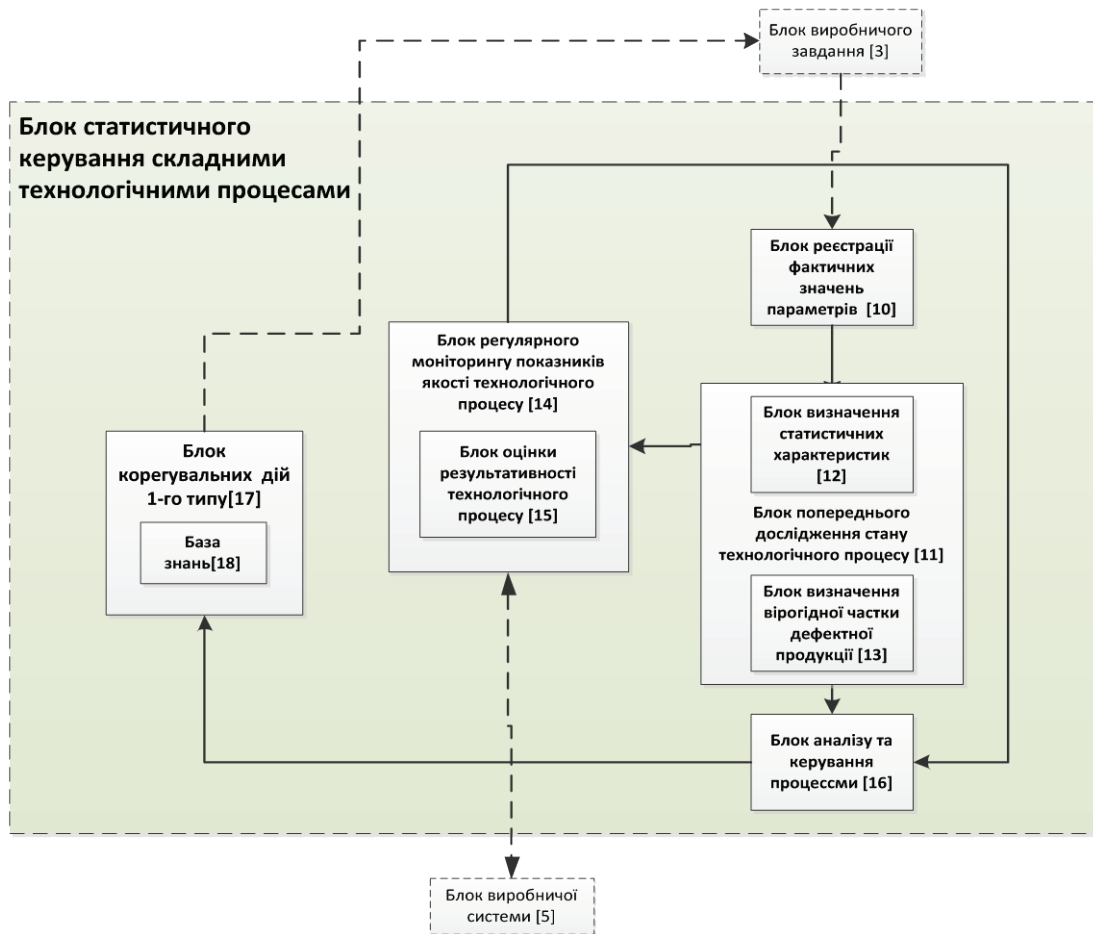 Блок виробничого
завдання [3]
Блок статистичного
керування складними
технологічними процесами
Блок реєстрації
фактичних
значень
параметрів [10]
Блок регулярного
моніторингу показників
якості технологічного
процесу [14]
Блок оцінки
результативності
технологічного
процесу [15]
Блок визначення
статистичних
характеристик
[12]
Блок попереднього
дослідження стану
технологічного процесу [11]
Блок визначення
вірогідної частки
дефектної
продукції [13]
Блок
корегувальних дій
1-го типу[17]
База
знань[18]
Блок аналізу та
керування
процессми [16]
Блок виробничої
системи [5]